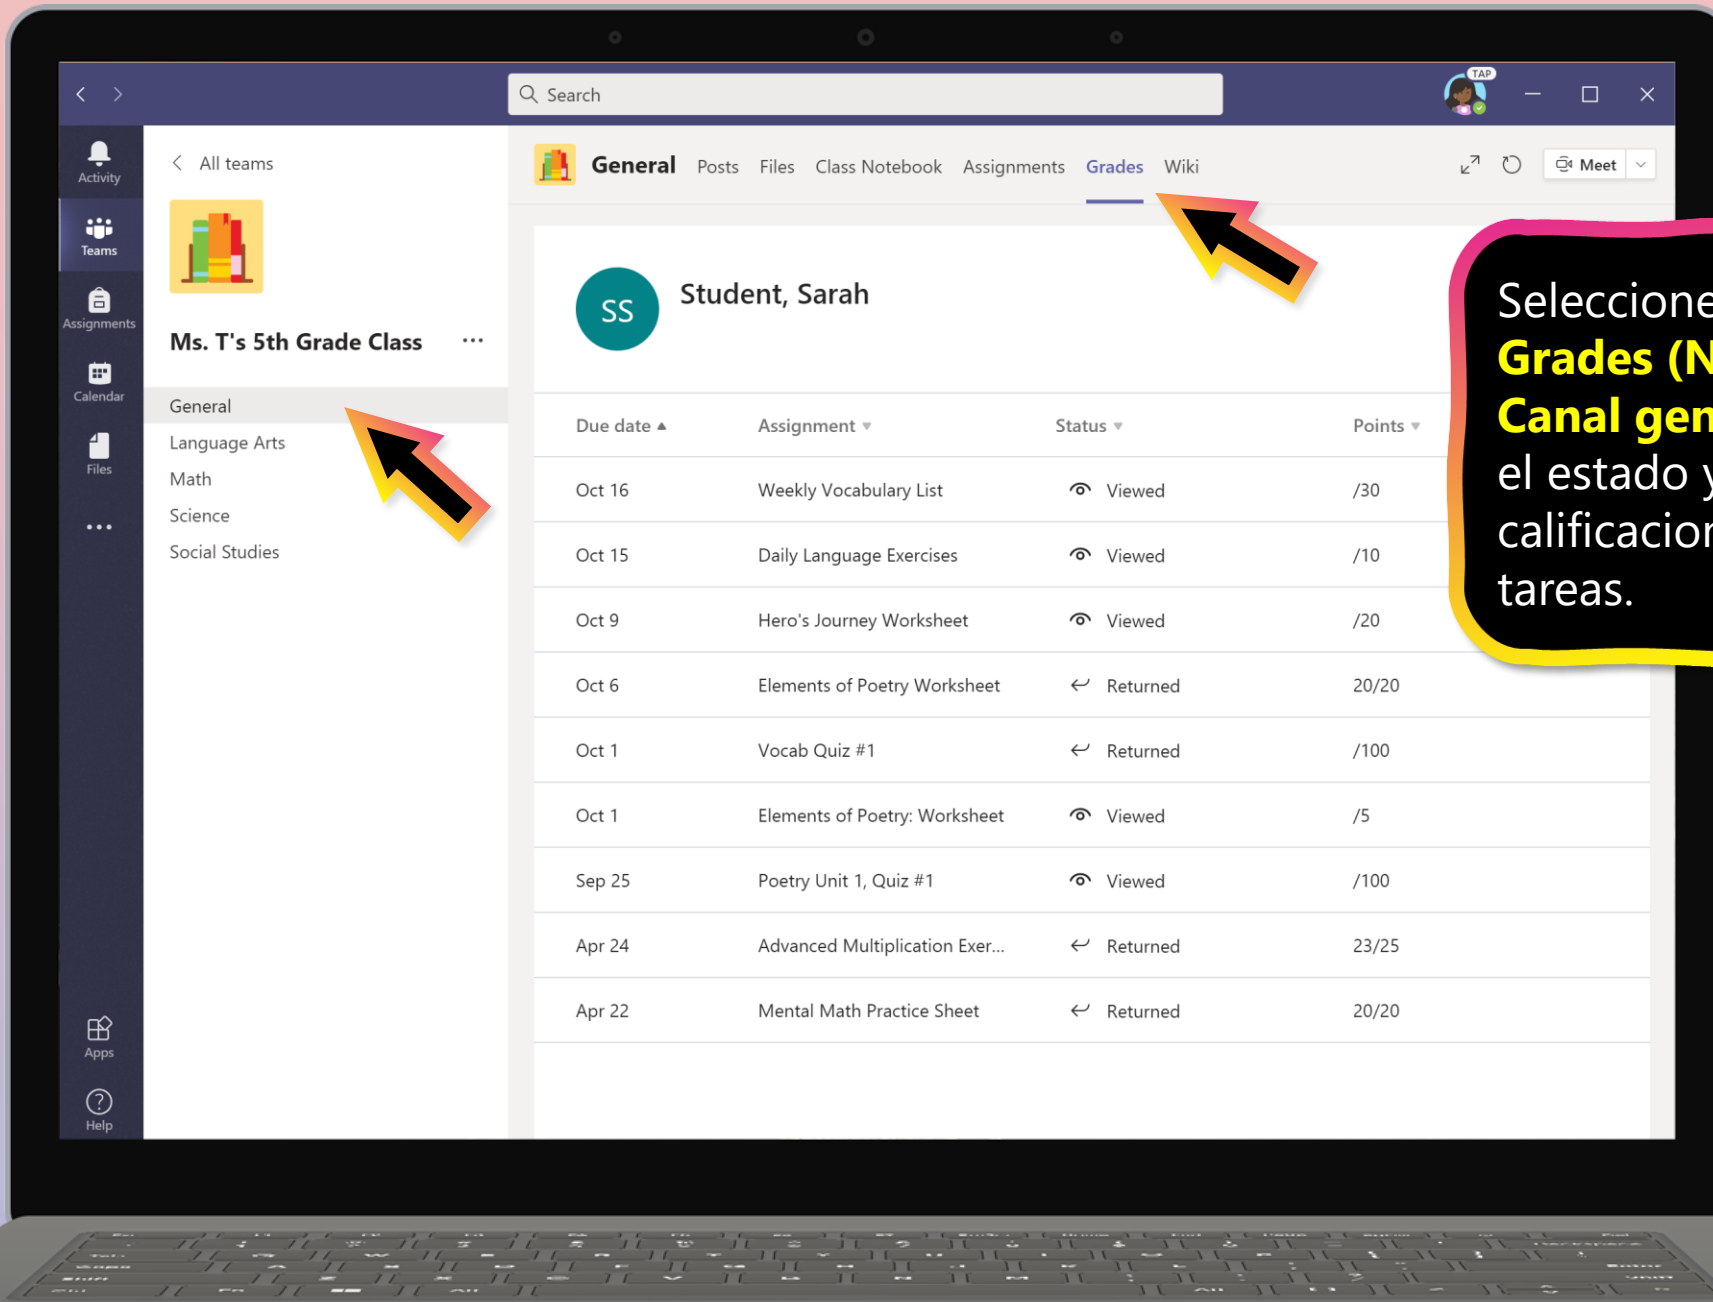 Search
TAP
Activity
Teams
Assignments
Calendar
Files
Apps
Help
All teams
Ms. T's 5th Grade Class
General
Language Arts
Math
Science
Social Studies
General Posts Files Class Notebook Assignments Grades Wiki
Meet
SS
Student, Sarah
Due date Assignment Status Points
Oct 16 Weekly Vocabulary List Viewed /30
Oct 15 Daily Language Exercises Viewed /10
Oct 9 Hero's Journey Worksheet Viewed /20
Oct 6 Elements of Poetry Worksheet Returned 20/20
Oct 1 Vocab Quiz #1 Returned /100
Oct 1 Elements of Poetry: Worksheet Viewed /5
Sep 25 Poetry Unit 1, Quiz #1 Viewed /100
Apr 24 Advanced Multiplication Exer... Returned 23/25
Apr 22 Mental Math Practice Sheet Returned 20/20
Seleccione
Grades (N
Canal gen
el estado y
calificacion
tareas.